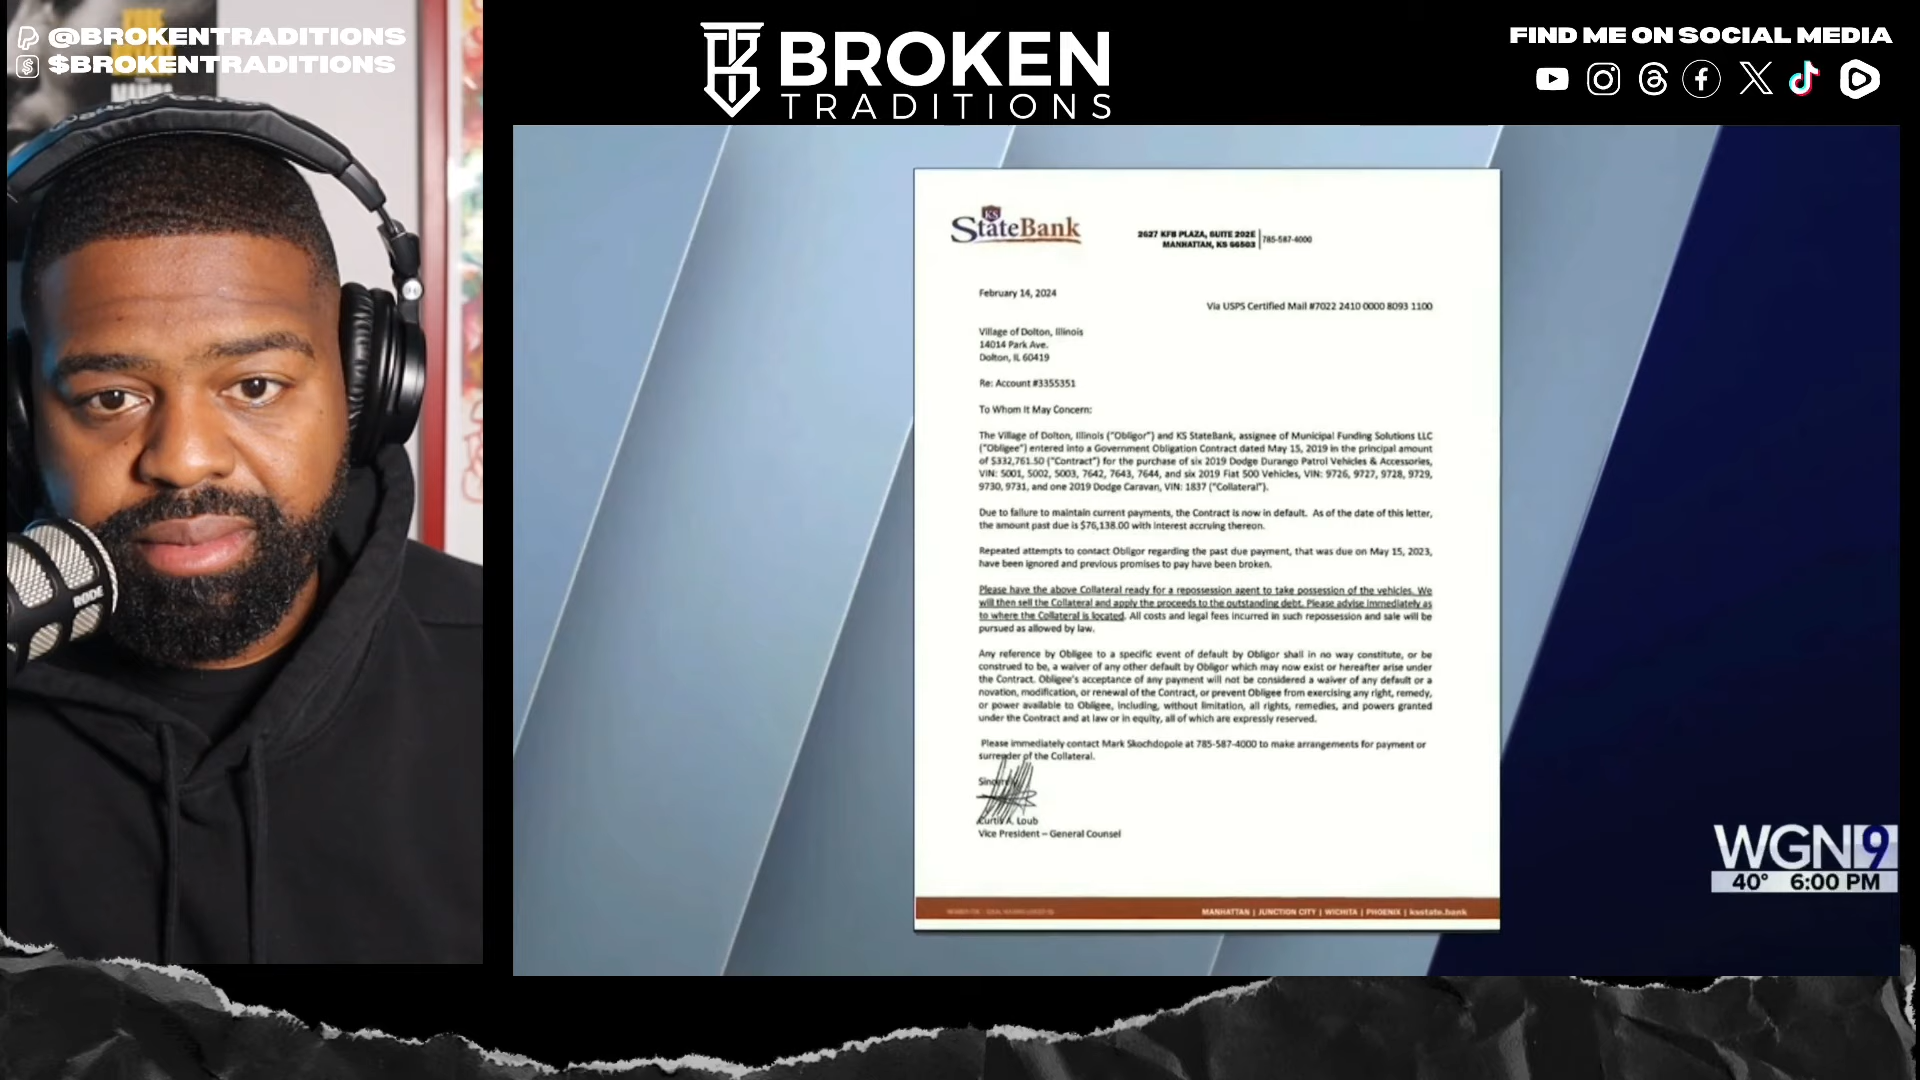 @BROKENTRADITIONS
$BROKENTRADITIONS
BROKEN
TRADITIONS
FIND ME ON SOCIAL MEDIA
RODE
KS
StateBank
2627 KFB PLAZA, SUITE 202E
MANHATTAN, KS 66503
785-587-4000
February 14, 2024
Via USPS Certified Mail #7022 2410 0000 8093 1100
Village of Dolton, Illinois
14014 Park Ave.
Dolton, IL 60419
Re: Account #3355351
To Whom It May Concern:
The Village of Dolton, Illinois ("Obligor") and KS StateBank, assignee of Municipal Funding Solutions LLC
("Obligee") entered into a Government Obligation Contract dated May 15, 2019 in the principal amount
of $332,761.50 ("Contract") for the purchase of six 2019 Dodge Durango Patrol Vehicles & Accessories,
VIN: 5001, 5002, 5003, 7642, 7643, 7644, and six 2019 Fiat 500 Vehicles, VIN: 9726, 9727, 9728, 9729,
9730, 9731, and one 2019 Dodge Caravan, VIN: 1837 ("Collateral").
Due to failure to maintain current payments, the Contract is now in default. As of the date of this letter,
the amount past due is $76,138.00 with interest accruing thereon.
Repeated attempts to contact Obligor regarding the past due payment, that was due on May 15, 2023,
have been ignored and previous promises to pay have been broken.
Please have the above Collateral ready for a repossession agent to take possession of the vehicles. We
will then sell the Collateral and apply the proceeds to the outstanding debt. Please advise immediately as
to where the Collateral is located. All costs and legal fees incurred in such repossession and sale will be
pursued as allowed by law.
Any reference by Obligee to a specific event of default by Obligor shall in no way constitute, or be
construed to be, a waiver of any other default by Obligor which may now exist or hereafter arise under
the Contract. Obligee's acceptance of any payment will not be considered a waiver of any default or a
novation, modification, or renewal of the Contract, or prevent Obligee from exercising any right, remedy,
or power available to Obligee, including, without limitation, all rights, remedies, and powers granted
under the Contract and at law or in equity, all of which are expressly reserved.
Please immediately contact Mark Skochdopole at 785-587-4000 to make arrangements for payment or
surrender of the Collateral.
Sincerely
Curtis A. Loub
Vice President – General Counsel
MANHATTAN | JUNCTION CITY | WICHITA | PHOENIX | ksstate.bank
WGN9
40° 6:00 PM